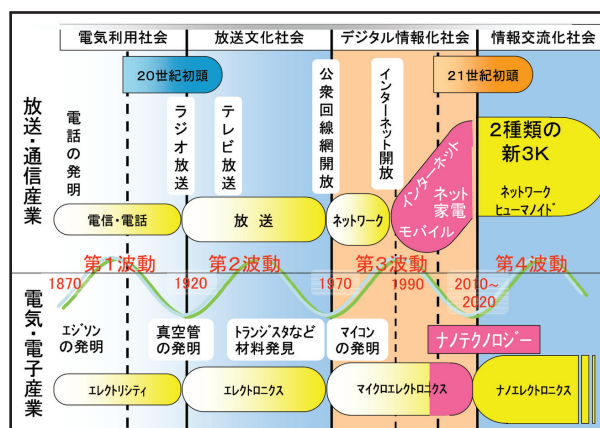 電気利用社会
放送文化社会
デジタル情報化社会
情報交流化社会
20世紀初頭
21世紀初頭
放送・通信産業
電話の発明
ラジオ放送
テレビ放送
公衆回線網開放
インターネット開放
2種類の
新3K
ネットワーク
ヒューマノイド
インターネット
ネット
家電
モバイル
電信・電話
放 送
ネットワーク
第1波動
第2波動
第3波動
第4波動
1870
1920
1970
1990
2010~
2020
電気・電子産業
エジソン
の発明
真空管
の発明
トランジスタなど
材料発見
マイコン
の発明
ナノテクノロジー
エレクトリシティ
エレクトロニクス
マイクロエレクトロニクス
ナノエレクトロニクス